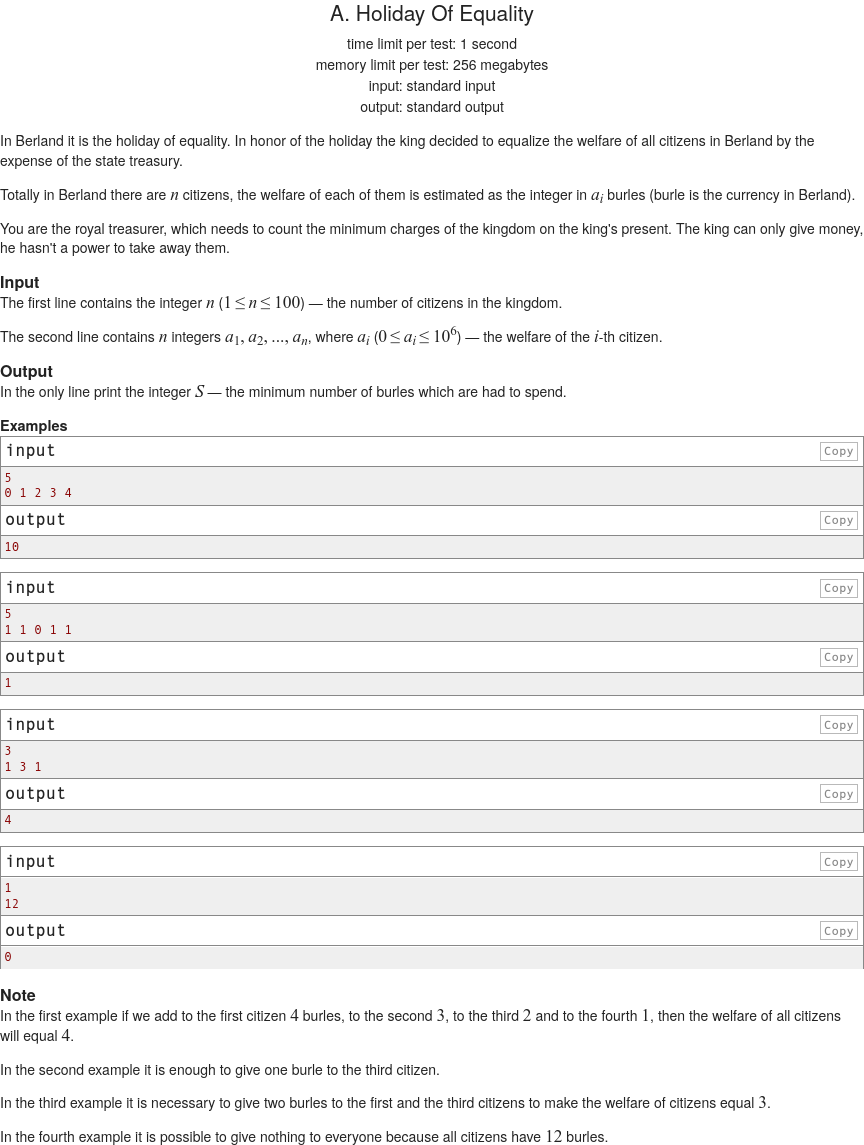 A. Holiday Of Equality
time limit per test: 1 second
memory limit per test: 256 megabytes
input: standard input
output: standard output
In Berland it is the holiday of equality. In honor of the holiday the king decided to equalize the welfare of all citizens in Berland by the
expense of the state treasury.
Totally in Berland there are n citizens, the welfare of each of them is estimated as the integer in a_i burles (burle is the currency in Berland).
You are the royal treasurer, which needs to count the minimum charges of the kingdom on the king's present. The king can only give money,
he hasn't a power to take away them.
Input
The first line contains the integer n (1 ≤ n ≤ 100) — the number of citizens in the kingdom.
The second line contains n integers a_1, a_2, ..., a_n, where a_i (0 ≤ a_i ≤ 10^6) — the welfare of the i-th citizen.
Output
In the only line print the integer S — the minimum number of burles which are had to spend.
Examples
input Copy
5
0 1 2 3 4
output Copy
10
input Copy
5
1 1 0 1 1
output Copy
1
input Copy
3
1 3 1
output Copy
4
input Copy
1
12
output Copy
0
Note
In the first example if we add to the first citizen 4 burles, to the second 3, to the third 2 and to the fourth 1, then the welfare of all citizens
will equal 4.
In the second example it is enough to give one burle to the third citizen.
In the third example it is necessary to give two burles to the first and the third citizens to make the welfare of citizens equal 3.
In the fourth example it is possible to give nothing to everyone because all citizens have 12 burles.